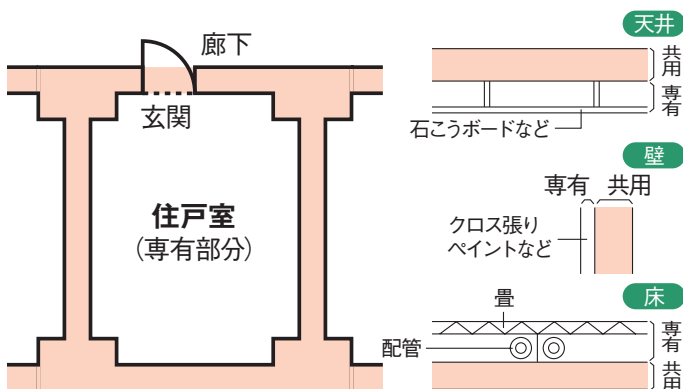 廊下
玄関
住戸室
(専有部分)
天井
共用
専有
石こうボードなど
壁
専有 共用
クロス張り
ペイントなど
床
畳
配管
専有
共用